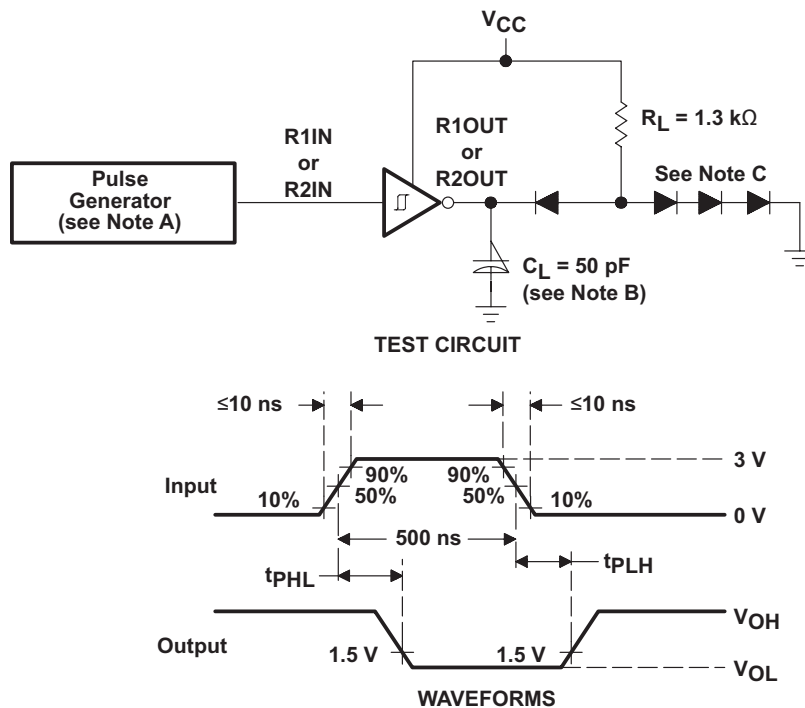 VCC
R1IN
or
R2IN
R1OUT
or
R2OUT
RL = 1.3 kΩ
See Note C
Pulse
Generator
(see Note A)
CL = 50 pF
(see Note B)
TEST CIRCUIT
≤10 ns
≤10 ns
3 V
90%
90%
Input
50%
50%
10%
10%
0 V
500 ns
tPHL
tPLH
VOH
Output
1.5 V
1.5 V
VOL
WAVEFORMS